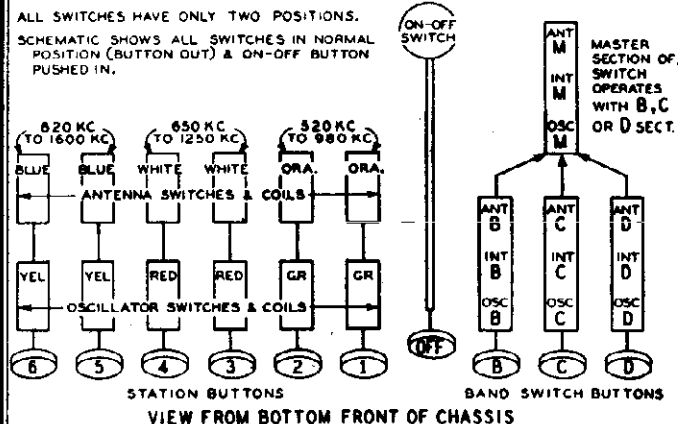 ALL SWITCHES HAVE ONLY TWO POSITIONS.
SCHEMATIC SHOWS ALL SWITCHES IN NORMAL
POSITION (BUTTON OUT) & ON-OFF BUTTON
PUSHED IN.
ON-OFF
SWITCH
ANT
M
INT
M
OSC
M
MASTER
SECTION OF
SWITCH
OPERATES
WITH B, C
OR D SECT.
620 KC
TO 1600 KC
650 KC
TO 1250 KC
520 KC
TO 980 KC
BLUE BLUE WHITE WHITE ORA. ORA.
ANTENNA SWITCHES & COILS
YEL YEL RED RED GR GR
OSCILLATOR SWITCHES & COILS
ANT
B
INT
B
OSC
B
ANT
C
INT
C
OSC
C
ANT
D
INT
D
OSC
D
6 5 4 3 2 1 OFF B C D
STATION BUTTONS
BAND SWITCH BUTTONS
VIEW FROM BOTTOM FRONT OF CHASSIS